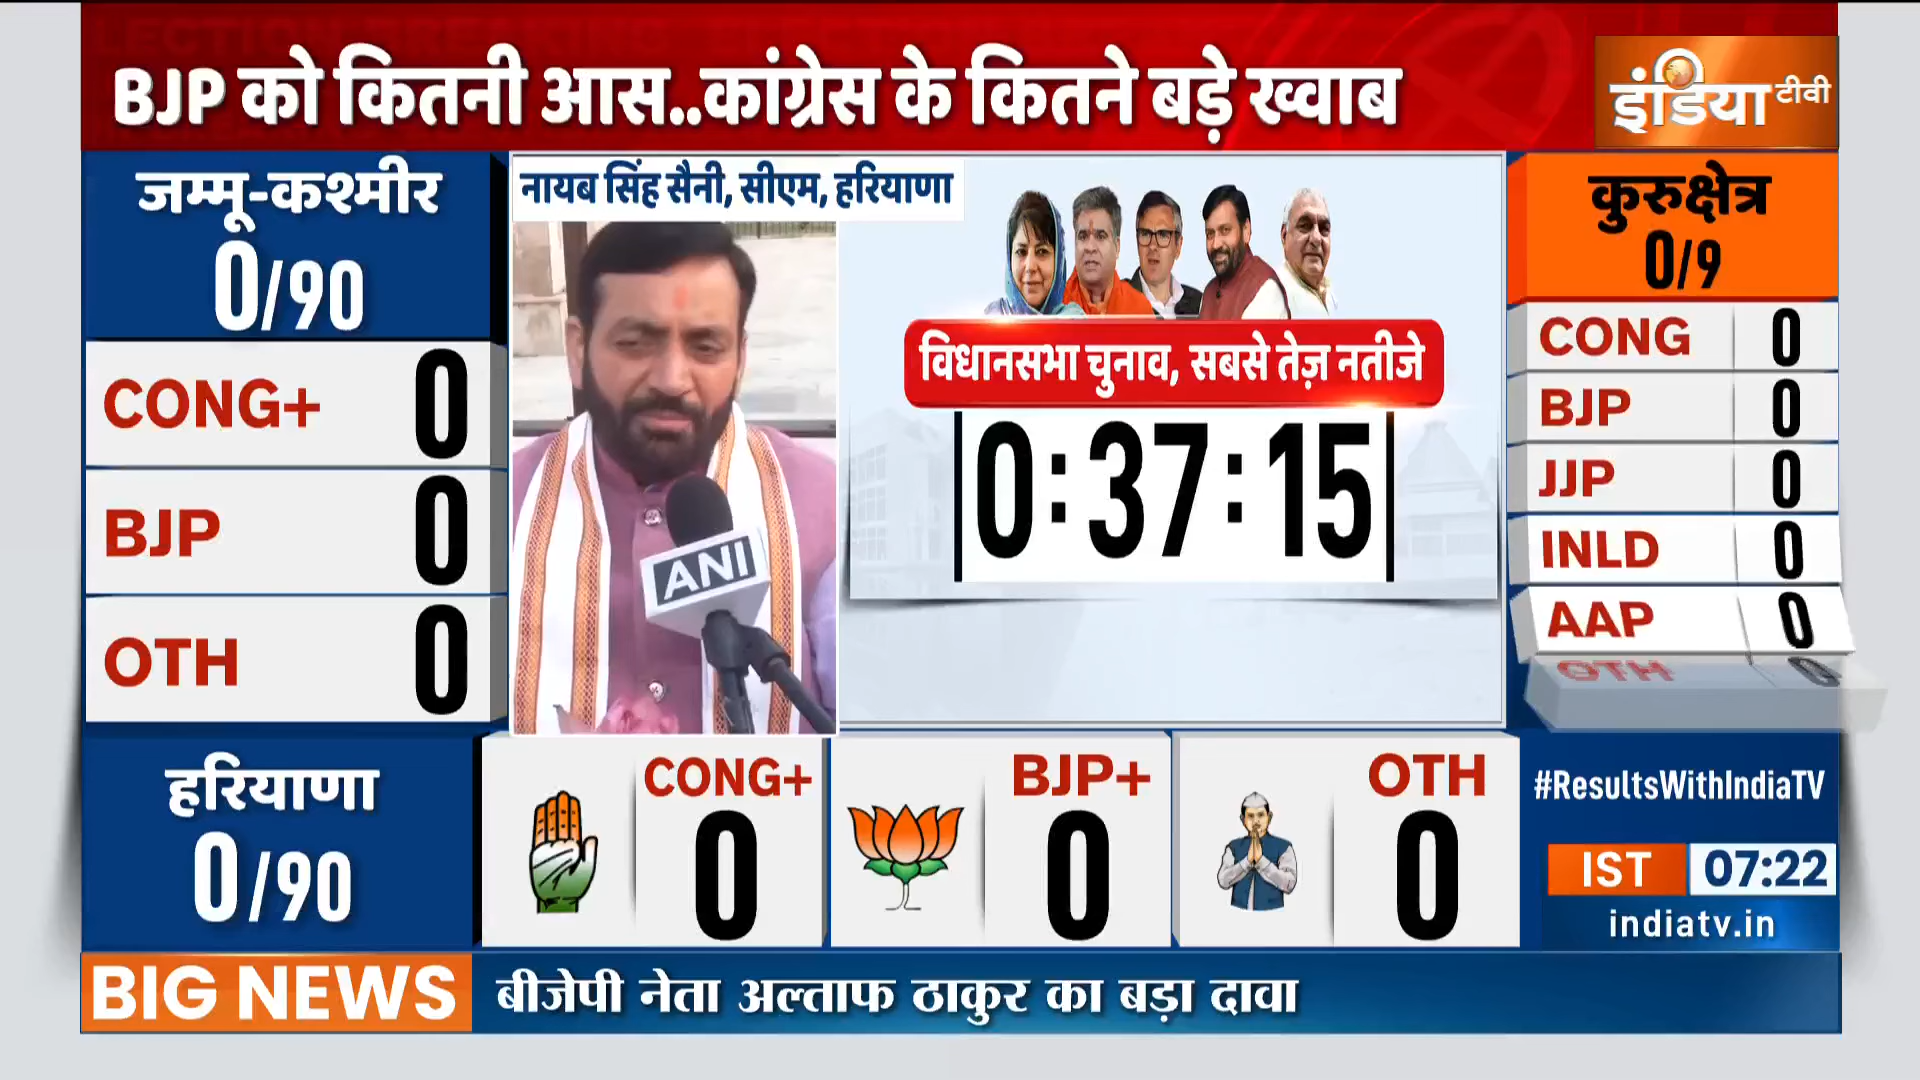 BJP को कितनी आस..कांग्रेस के कितने बड़े ख्वाब
इंडिया टीवी
जम्मू-कश्मीर
0/90
CONG+ 0
BJP 0
OTH 0
नायब सिंह सैनी, सीएम, हरियाणा
ANI
विधानसभा चुनाव, सबसे तेज़ नतीजे
0:37:15
कुरुक्षेत्र
0/9
CONG 0
BJP 0
JJP 0
INLD 0
AAP 0
OTH 0
हरियाणा
0/90
CONG+
0
BJP+
0
OTH
0
#ResultsWithIndiaTV
IST 07:22
indiatv.in
BIG NEWS बीजेपी नेता अल्ताफ ठाकुर का बड़ा दावा